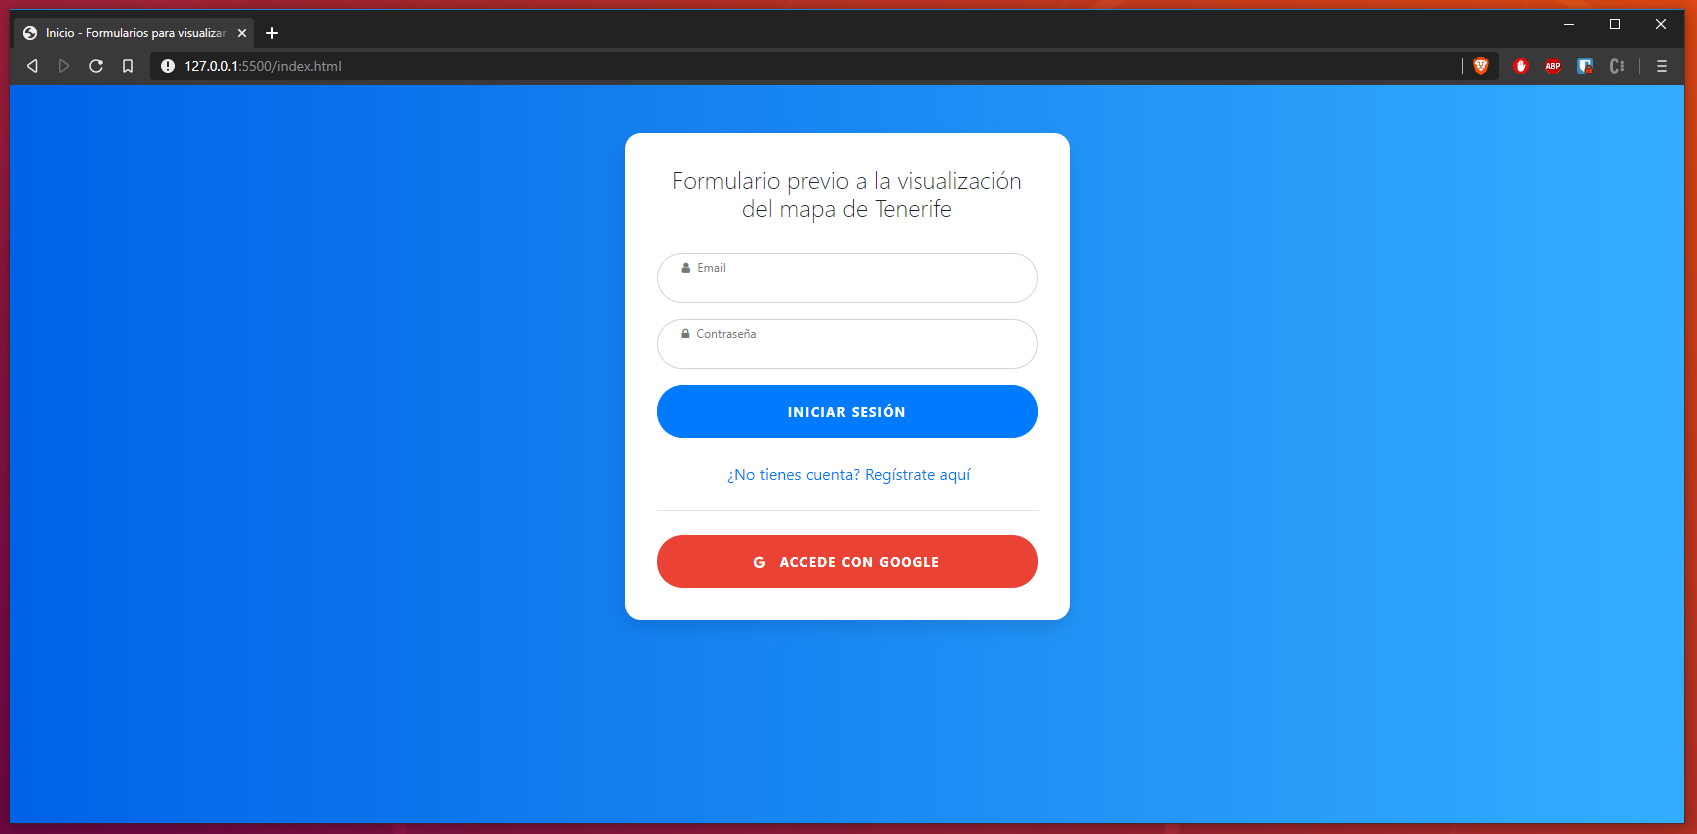 Inicio - Formularios para visualizar
127.0.0.1:5500/index.html
ABP
Formulario previo a la visualización
del mapa de Tenerife
Email
Contraseña
INICIAR SESIÓN
¿No tienes cuenta? Regístrate aquí
G ACCEDE CON GOOGLE